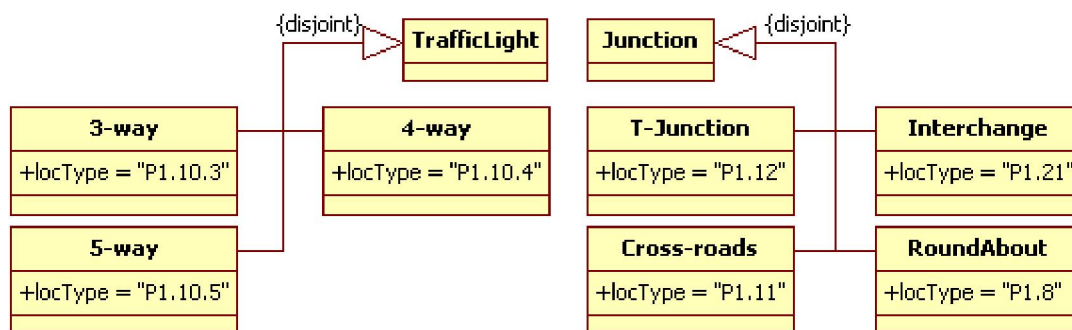 {disjoint}
TrafficLight
Junction
{disjoint}
3-way
+locType = "P1.10.3"
4-way
+locType = "P1.10.4"
T-Junction
+locType = "P1.12"
Interchange
+locType = "P1.21"
5-way
+locType = "P1.10.5"
Cross-roads
+locType = "P1.11"
RoundAbout
+locType = "P1.8"